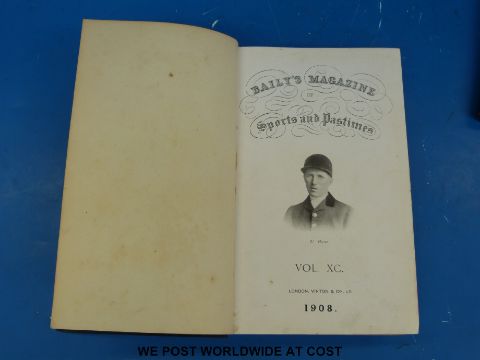 BAILY'S MAGAZINE
OF
Sports and Pastimes
VOL. XC.
LONDON, VINTON & CO., LD.
1908.
WE POST WORLDWIDE AT COST